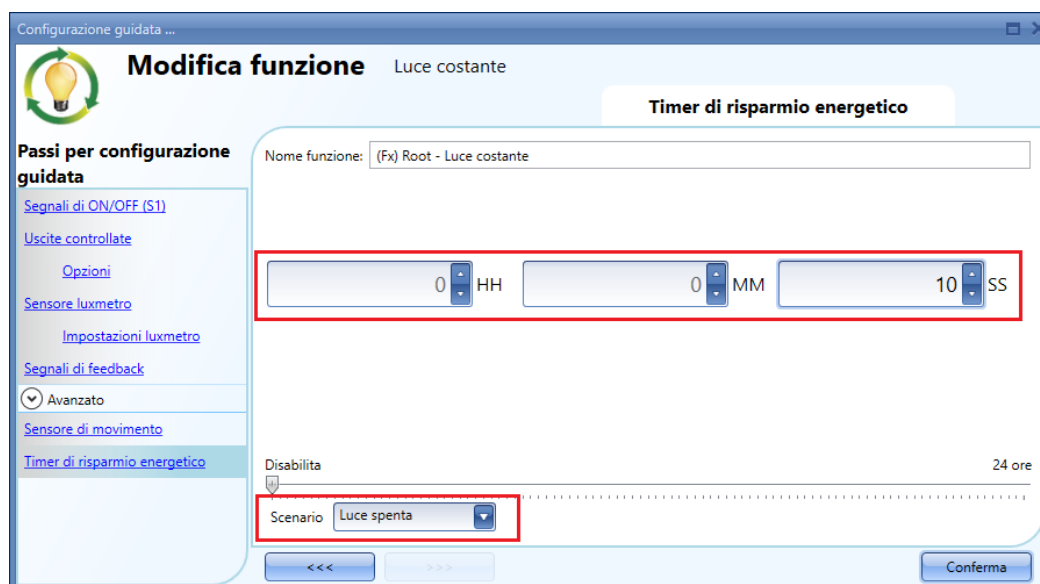 Configurazione guidata ...
Modifica funzione
Luce costante
Timer di risparmio energetico
Passi per configurazione
guidata
Segnali di ON/OFF (S1)
Uscite controllate
Opzioni
Sensore luxmetro
Impostazioni luxmetro
Segnali di feedback
Avanzato
Sensore di movimento
Timer di risparmio energetico
Nome funzione: (Fx) Root - Luce costante
0 HH 0 MM 10 SS
Disabilita 24 ore
Scenario Luce spenta
<<< >>> Conferma